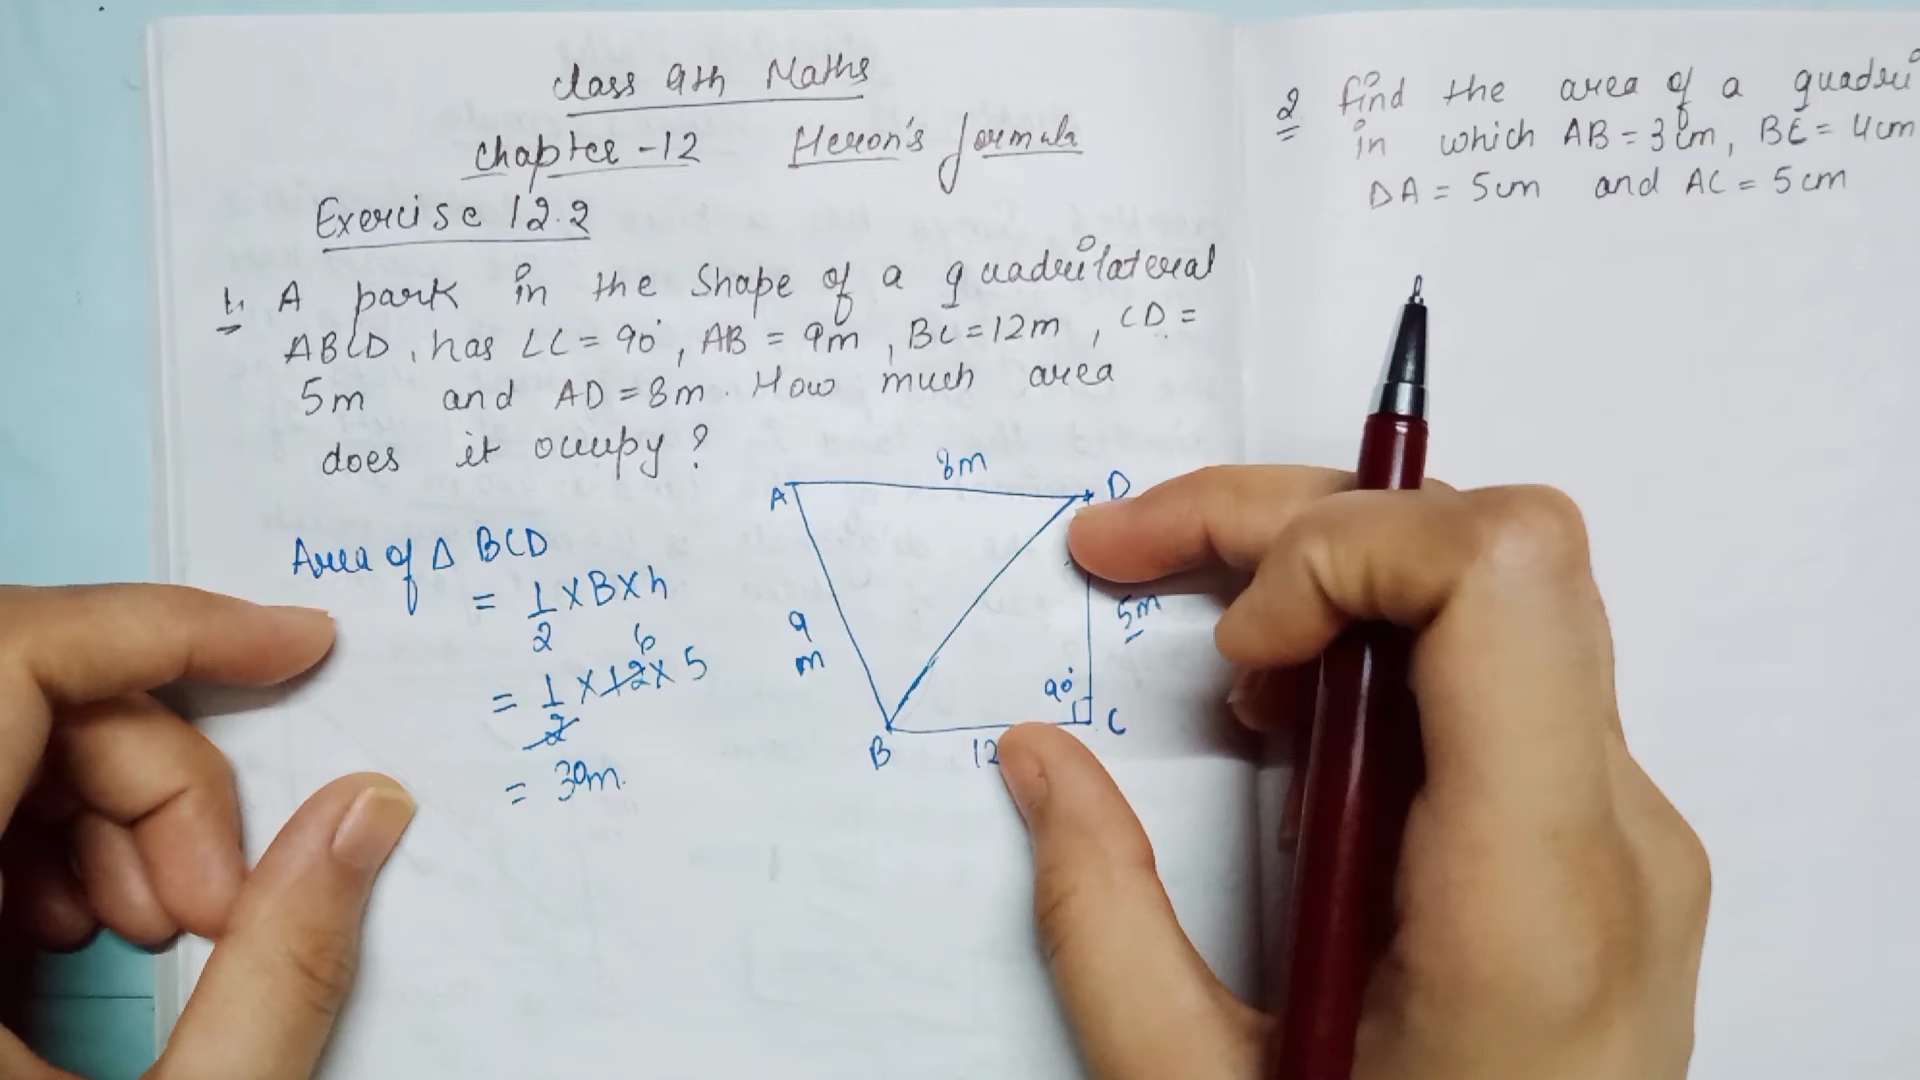 Class 9th Maths
Chapter-12 Heron's formula
Exercise 12.2
1. A park in the shape of a quadrilateral
ABCD, has ∠C = 90°, AB = 9m, BC = 12m, CD =
5m and AD = 8m. How much area
does it occupy?
8m
A D
Area of Δ BCD
= 1/2 × B × h
9
m
5m
6
= 1/2 × 12 × 5
90°
B 12 C
= 30m.
2 find the area of a
in which AB = 3cm, BC = 4cm
DA = 5cm and AC = 5cm